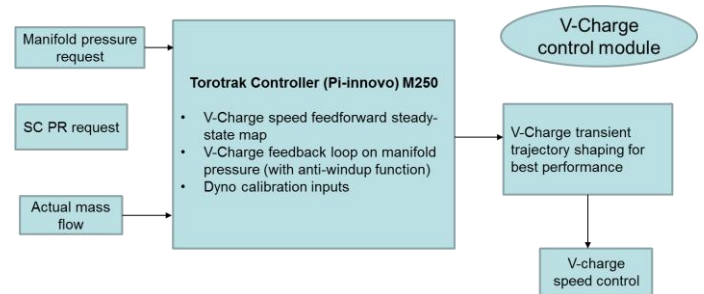 Manifold pressure
request
SC PR request
Actual mass
flow
Torotrak Controller (Pi-innovo) M250
• V-Charge speed feedforward steady-
state map
• V-Charge feedback loop on manifold
pressure (with anti-windup function)
• Dyno calibration inputs
V-Charge
control module
V-Charge transient
trajectory shaping for
best performance
V-charge
speed control